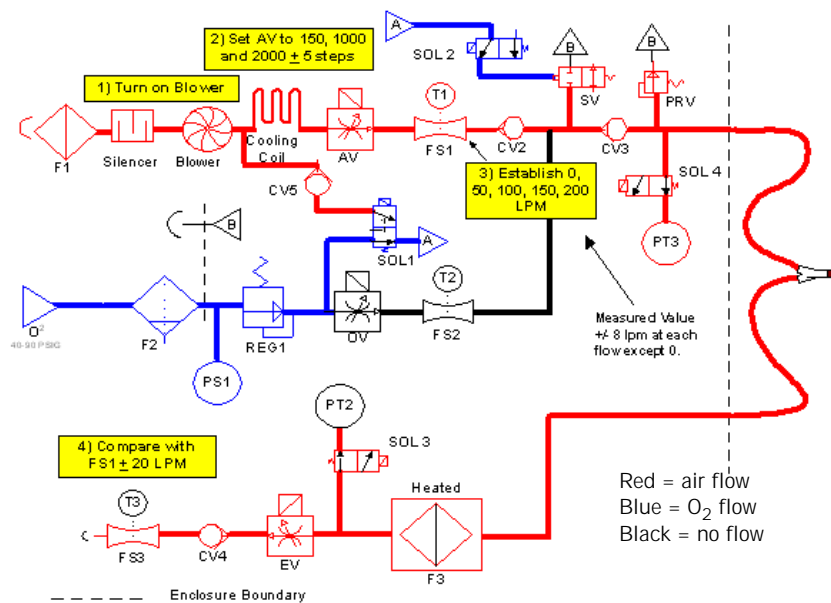 2) Set AV to 150, 1000
and 2000 ± 5 steps
A
SOL 2
B
B
1) Turn on Blower
T1
SV
PRV
F1
Silencer
Blower
Cooling
Coil
AV
FS1
CV2
CV3
3) Establish 0,
50, 100, 150, 200
LPM
SOL 4
CV5
B
A
SOL1
PT3
T2
Measured Value
+/- 8 lpm at each
flow except 0.
O2
40-90 PSIG
F2
REG1
OV
FS2
PS1
PT2
4) Compare with
FS1 ± 20 LPM
SOL 3
Heated
Red = air flow
Blue = O2 flow
Black = no flow
T3
FS3
CV4
EV
F3
Enclosure Boundary